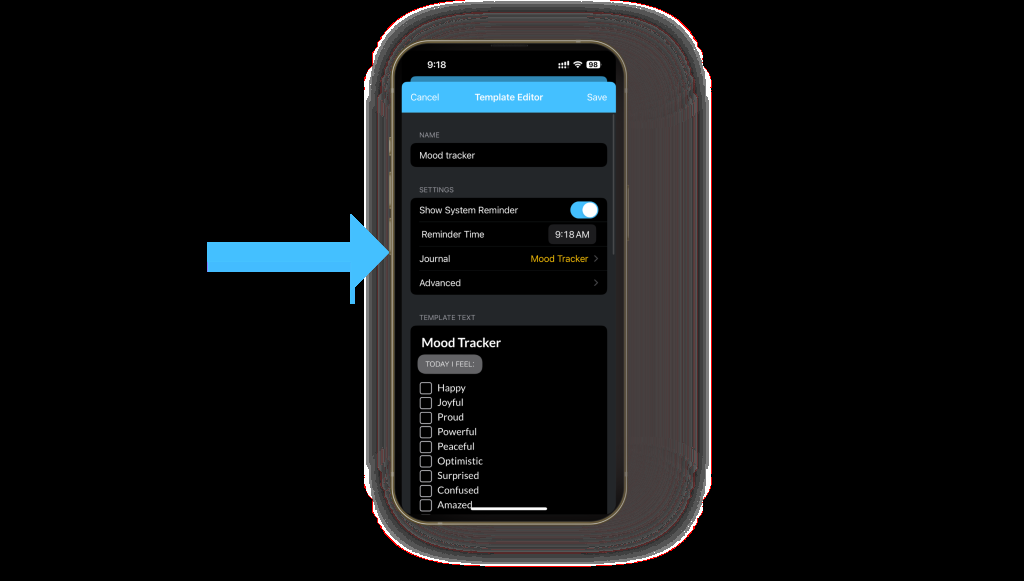 9:18 98
Cancel Template Editor Save
NAME
Mood tracker
SETTINGS
Show System Reminder
Reminder Time 9:18 AM
Journal Mood Tracker
Advanced
TEMPLATE TEXT
Mood Tracker
TODAY I FEEL:
Happy
Joyful
Proud
Powerful
Peaceful
Optimistic
Surprised
Confused
Amazed